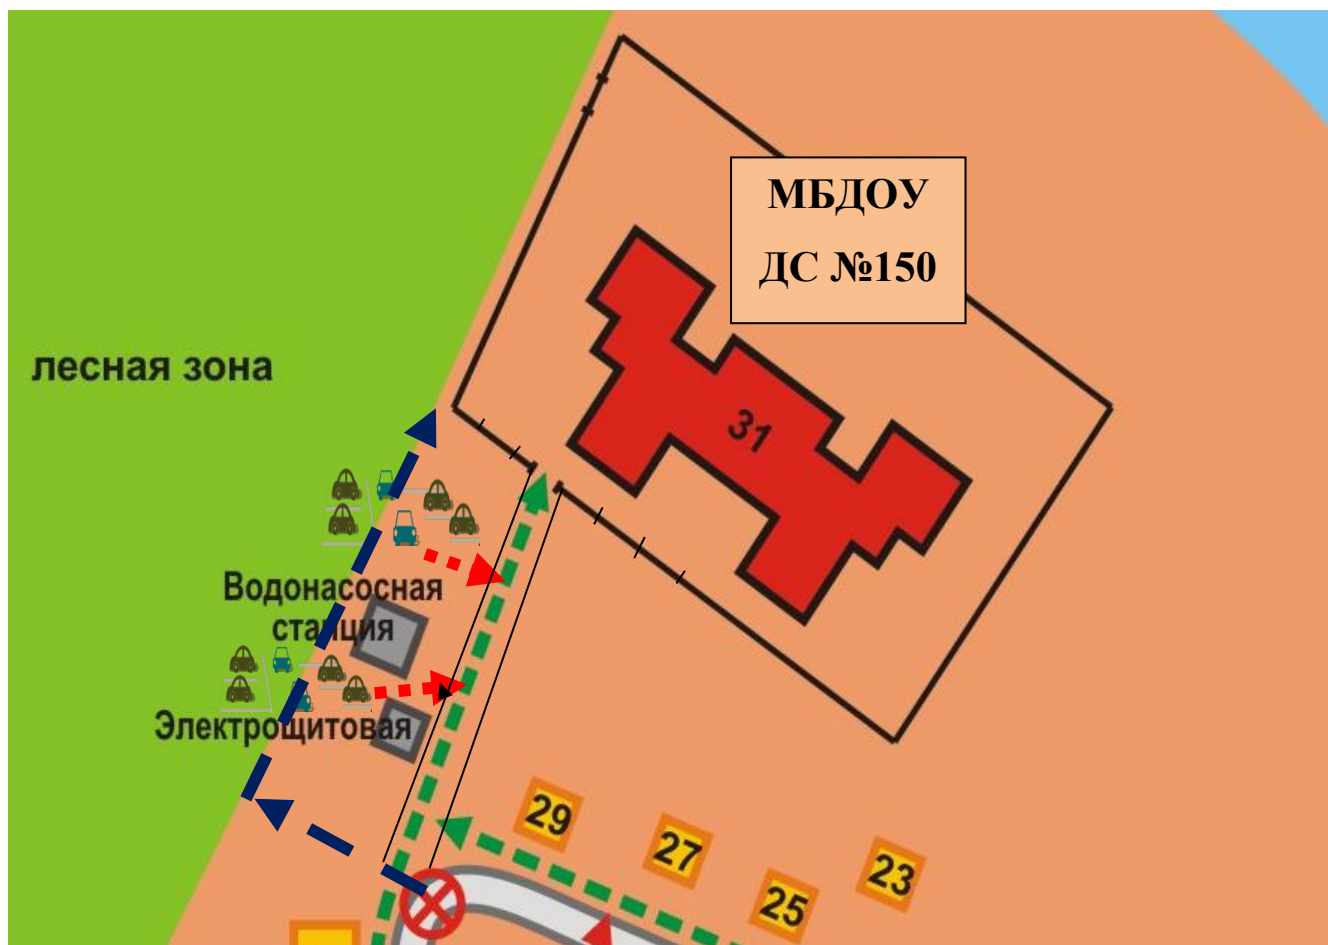 МБДОУ
ДС №150
лесная зона
31
Водонасосная
станция
Электрощитовая
29
27
23
25